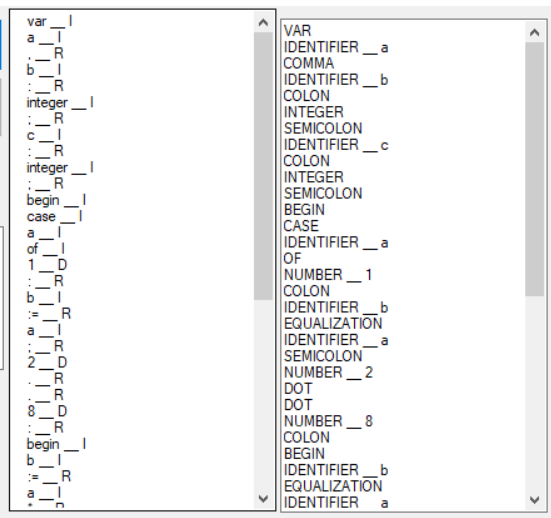 var __ I
a __ I
, __ R
b __ I
: __ R
integer __ I
; __ R
c __ I
: __ R
integer __ I
; __ R
begin __ I
case __ I
a __ I
of __ I
1 __ D
: __ R
b __ I
:= __ R
a __ I
; __ R
2 __ D
. __ R
. __ R
8 __ D
: __ R
begin __ I
b __ I
:= __ R
a __ I
VAR
IDENTIFIER __ a
COMMA
IDENTIFIER __ b
COLON
INTEGER
SEMICOLON
IDENTIFIER __ c
COLON
INTEGER
SEMICOLON
BEGIN
CASE
IDENTIFIER __ a
OF
NUMBER __ 1
COLON
IDENTIFIER __ b
EQUALIZATION
IDENTIFIER __ a
SEMICOLON
NUMBER __ 2
DOT
DOT
NUMBER __ 8
COLON
BEGIN
IDENTIFIER __ b
EQUALIZATION
IDENTIFIER __ a